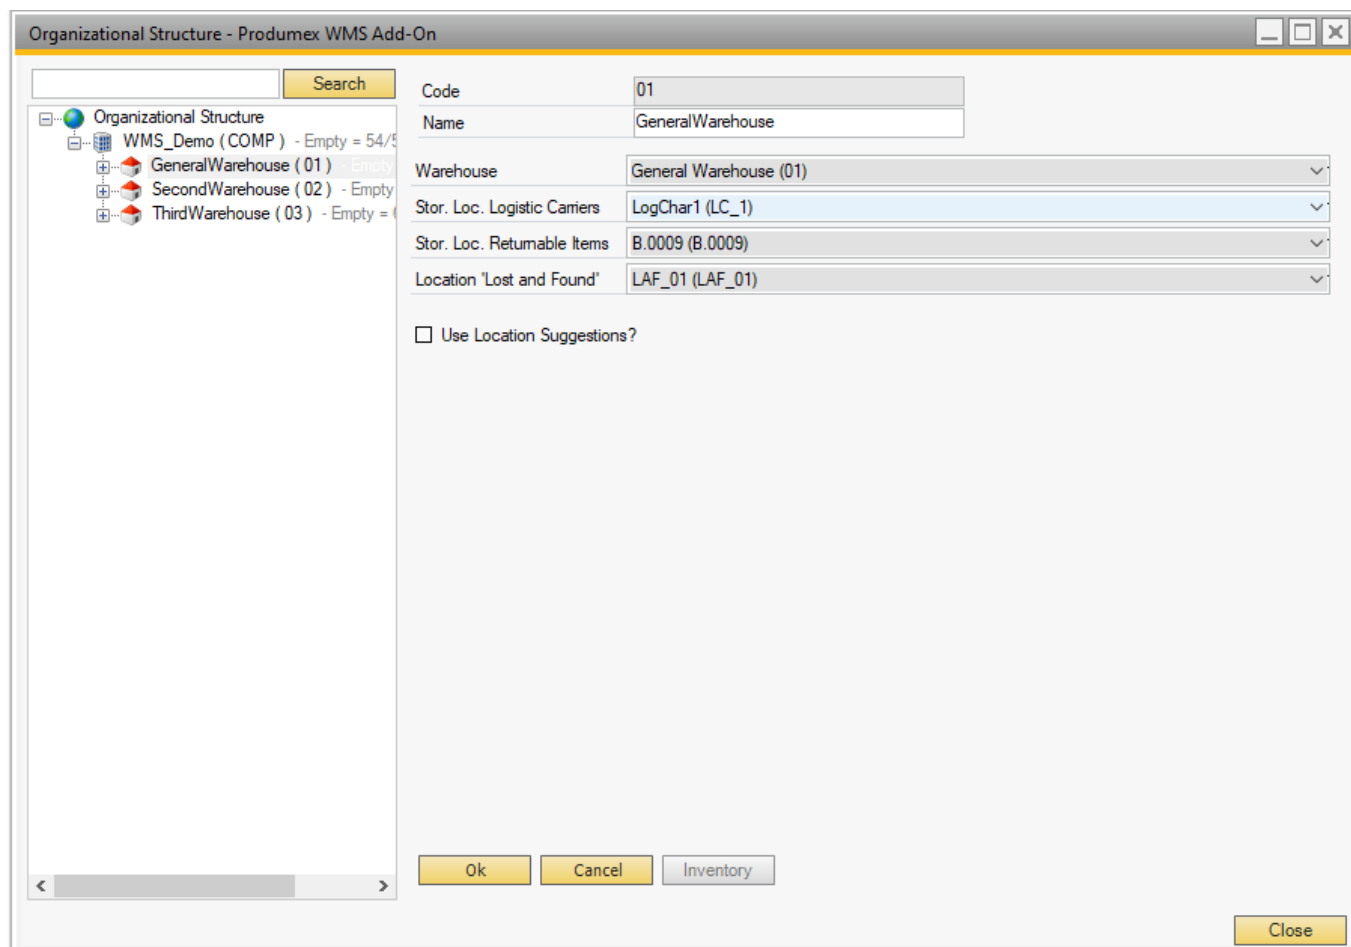 Organizational Structure - Produmex WMS Add-On
Search
Organizational Structure
WMS_Demo ( COMP ) - Empty = 54/
GeneralWarehouse ( 01 ) - Empty
SecondWarehouse ( 02 ) - Empty
ThirdWarehouse ( 03 ) - Empty =
Code 01
Name GeneralWarehouse
Warehouse General Warehouse (01)
Stor. Loc. Logistic Carriers LogChar1 (LC_1)
Stor. Loc. Returnable Items B.0009 (B.0009)
Location 'Lost and Found' LAF_01 (LAF_01)
Use Location Suggestions?
Ok Cancel Inventory
Close